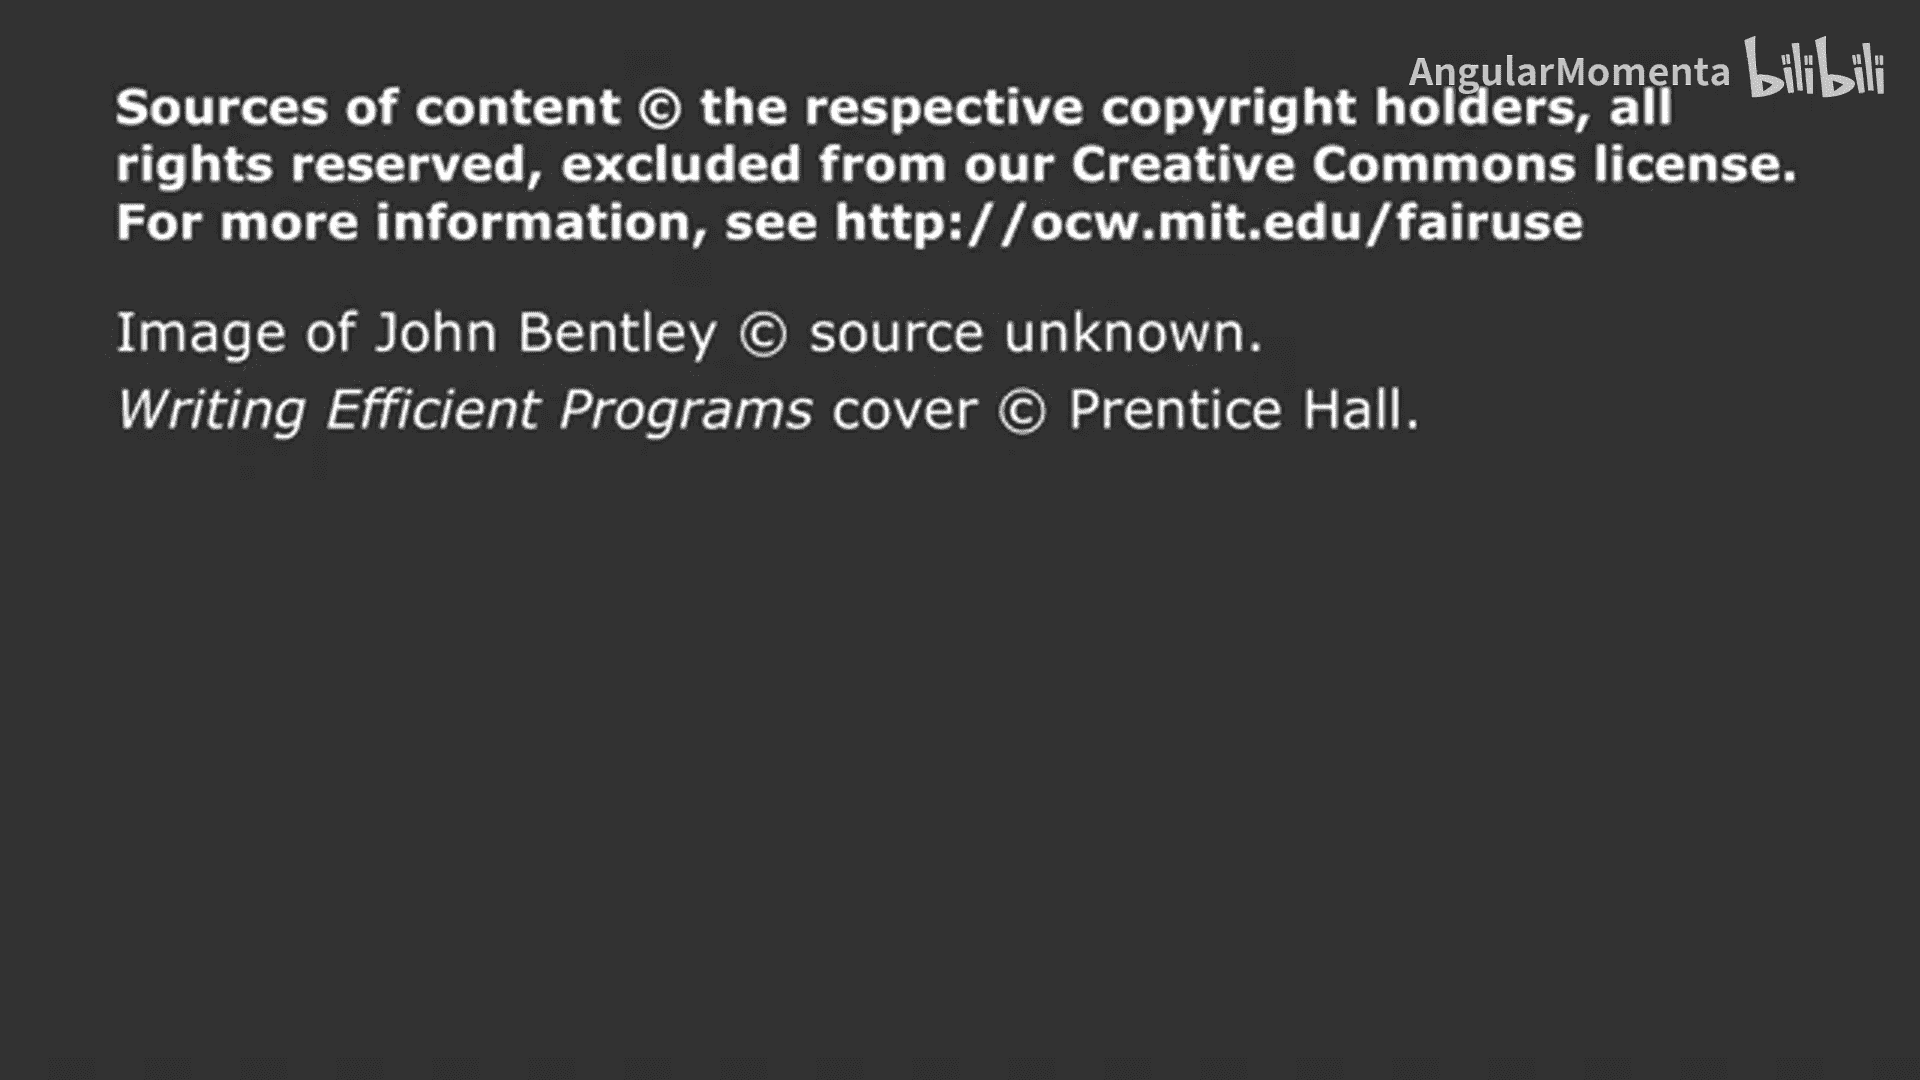 AngularMomenta bilibili
Sources of content © the respective copyright holders, all
rights reserved, excluded from our Creative Commons license.
For more information, see http://ocw.mit.edu/fairuse
Image of John Bentley © source unknown.
Writing Efficient Programs cover © Prentice Hall.